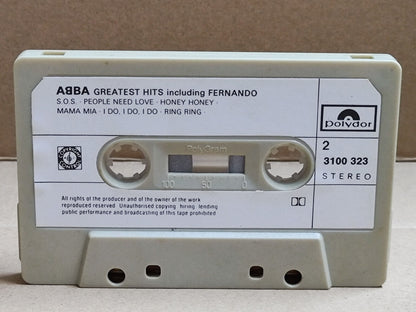 ABBA GREATEST HITS including FERNANDO
S.O.S. · PEOPLE NEED LOVE · HONEY HONEY ·
MAMA MIA · I DO, I DO, I DO · RING RING ·
polydor
2
3100 323
STEREO
PolyGram
100 50 0
All rights of the producer and of the owner of the work
reproduced reserved Unauthorised copying hiring lending
public performance and broadcasting of this tape prohibited